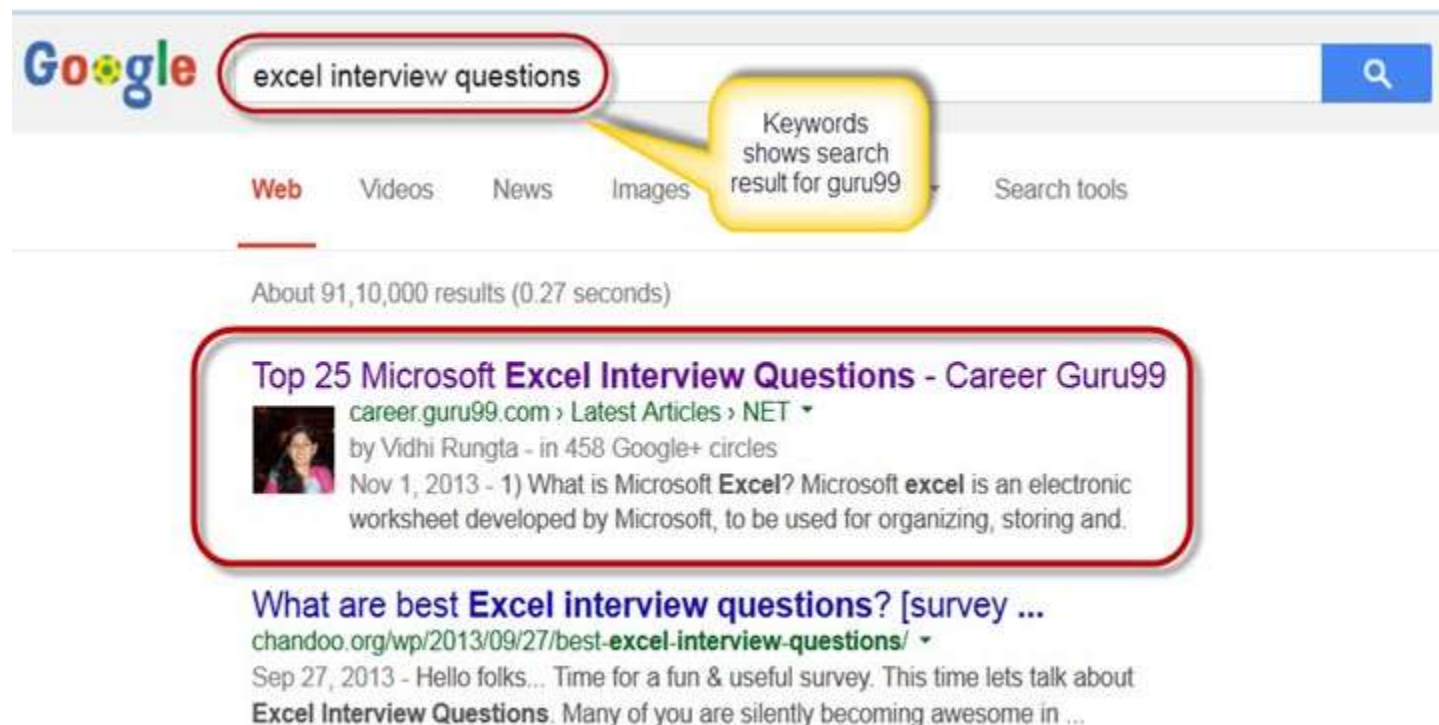 Google
excel interview questions
Keywords
shows search
result for guru99
Web Videos News Images Search tools
About 91,10,000 results (0.27 seconds)
Top 25 Microsoft Excel Interview Questions - Career Guru99
career.guru99.com › Latest Articles › NET
by Vidhi Rungta - in 458 Google+ circles
Nov 1, 2013 - 1) What is Microsoft Excel? Microsoft excel is an electronic
worksheet developed by Microsoft, to be used for organizing, storing and.
What are best Excel interview questions? [survey ...
chandoo.org/wp/2013/09/27/best-excel-interview-questions/
Sep 27, 2013 - Hello folks... Time for a fun & useful survey. This time lets talk about
Excel Interview Questions. Many of you are silently becoming awesome in ...